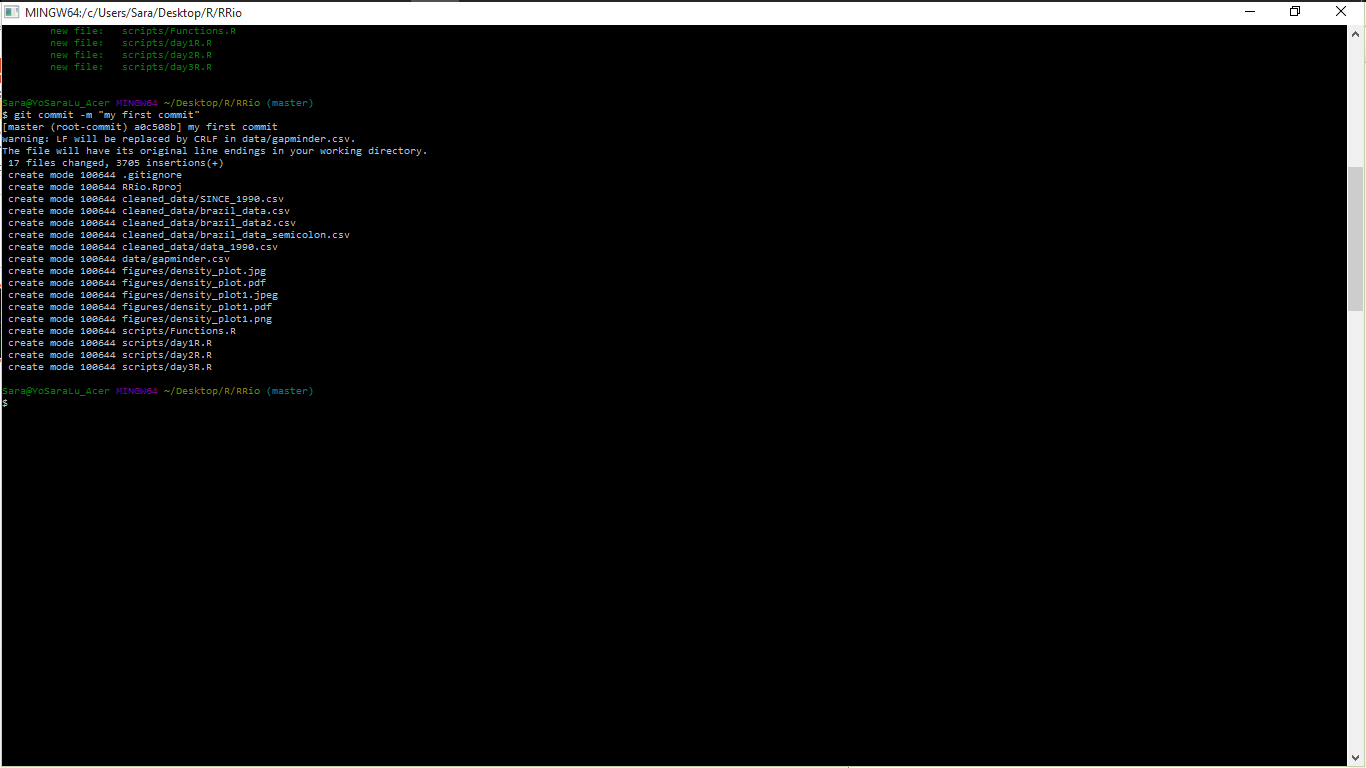 MINGW64:/c/Users/Sara/Desktop/R/RRio
new file:   scripts/Functions.R
new file:   scripts/day1R.R
new file:   scripts/day2R.R
new file:   scripts/day3R.R
Sara@YoSaraLu_Acer MINGW64 ~/Desktop/R/RRio (master)
$ git commit -m "my first commit"
[master (root-commit) a0c508b] my first commit
warning: LF will be replaced by CRLF in data/gapminder.csv.
The file will have its original line endings in your working directory.
17 files changed, 3705 insertions(+)
create mode 100644 .gitignore
create mode 100644 RRio.Rproj
create mode 100644 cleaned_data/SINCE_1990.csv
create mode 100644 cleaned_data/brazil_data.csv
create mode 100644 cleaned_data/brazil_data2.csv
create mode 100644 cleaned_data/brazil_data_semicolon.csv
create mode 100644 cleaned_data/data_1990.csv
create mode 100644 data/gapminder.csv
create mode 100644 figures/density_plot.jpg
create mode 100644 figures/density_plot.pdf
create mode 100644 figures/density_plot1.jpeg
create mode 100644 figures/density_plot1.pdf
create mode 100644 figures/density_plot1.png
create mode 100644 scripts/Functions.R
create mode 100644 scripts/day1R.R
create mode 100644 scripts/day2R.R
create mode 100644 scripts/day3R.R
Sara@YoSaraLu_Acer MINGW64 ~/Desktop/R/RRio (master)
$